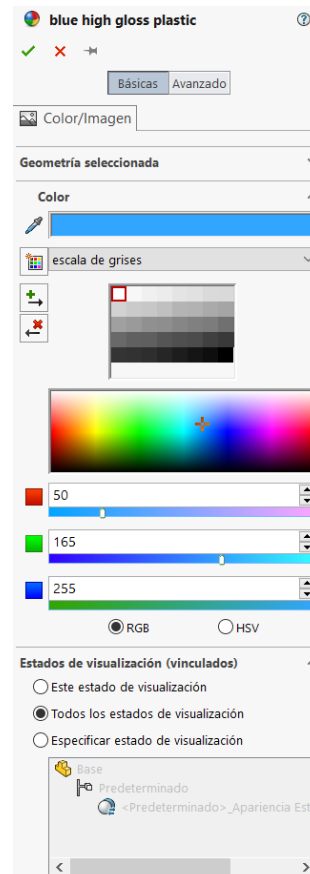 blue high gloss plastic
Básicas Avanzado
Color/Imagen
Geometría seleccionada
Color
escala de grises
50
165
255
RGB HSV
Estados de visualización (vinculados)
Este estado de visualización
Todos los estados de visualización
Especificar estado de visualización
Base
Predeterminado
<Predeterminado>_Apariencia Est